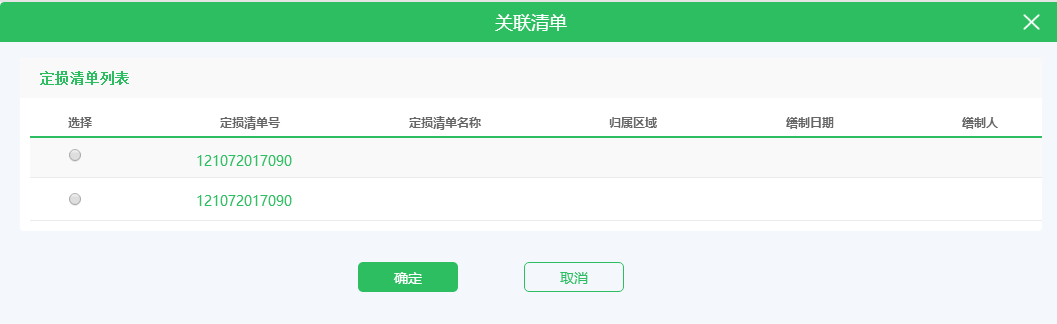 关联清单
定损清单列表
选择 定损清单号 定损清单名称 归属区域 缮制日期 缮制人
121072017090
121072017090
确定 取消